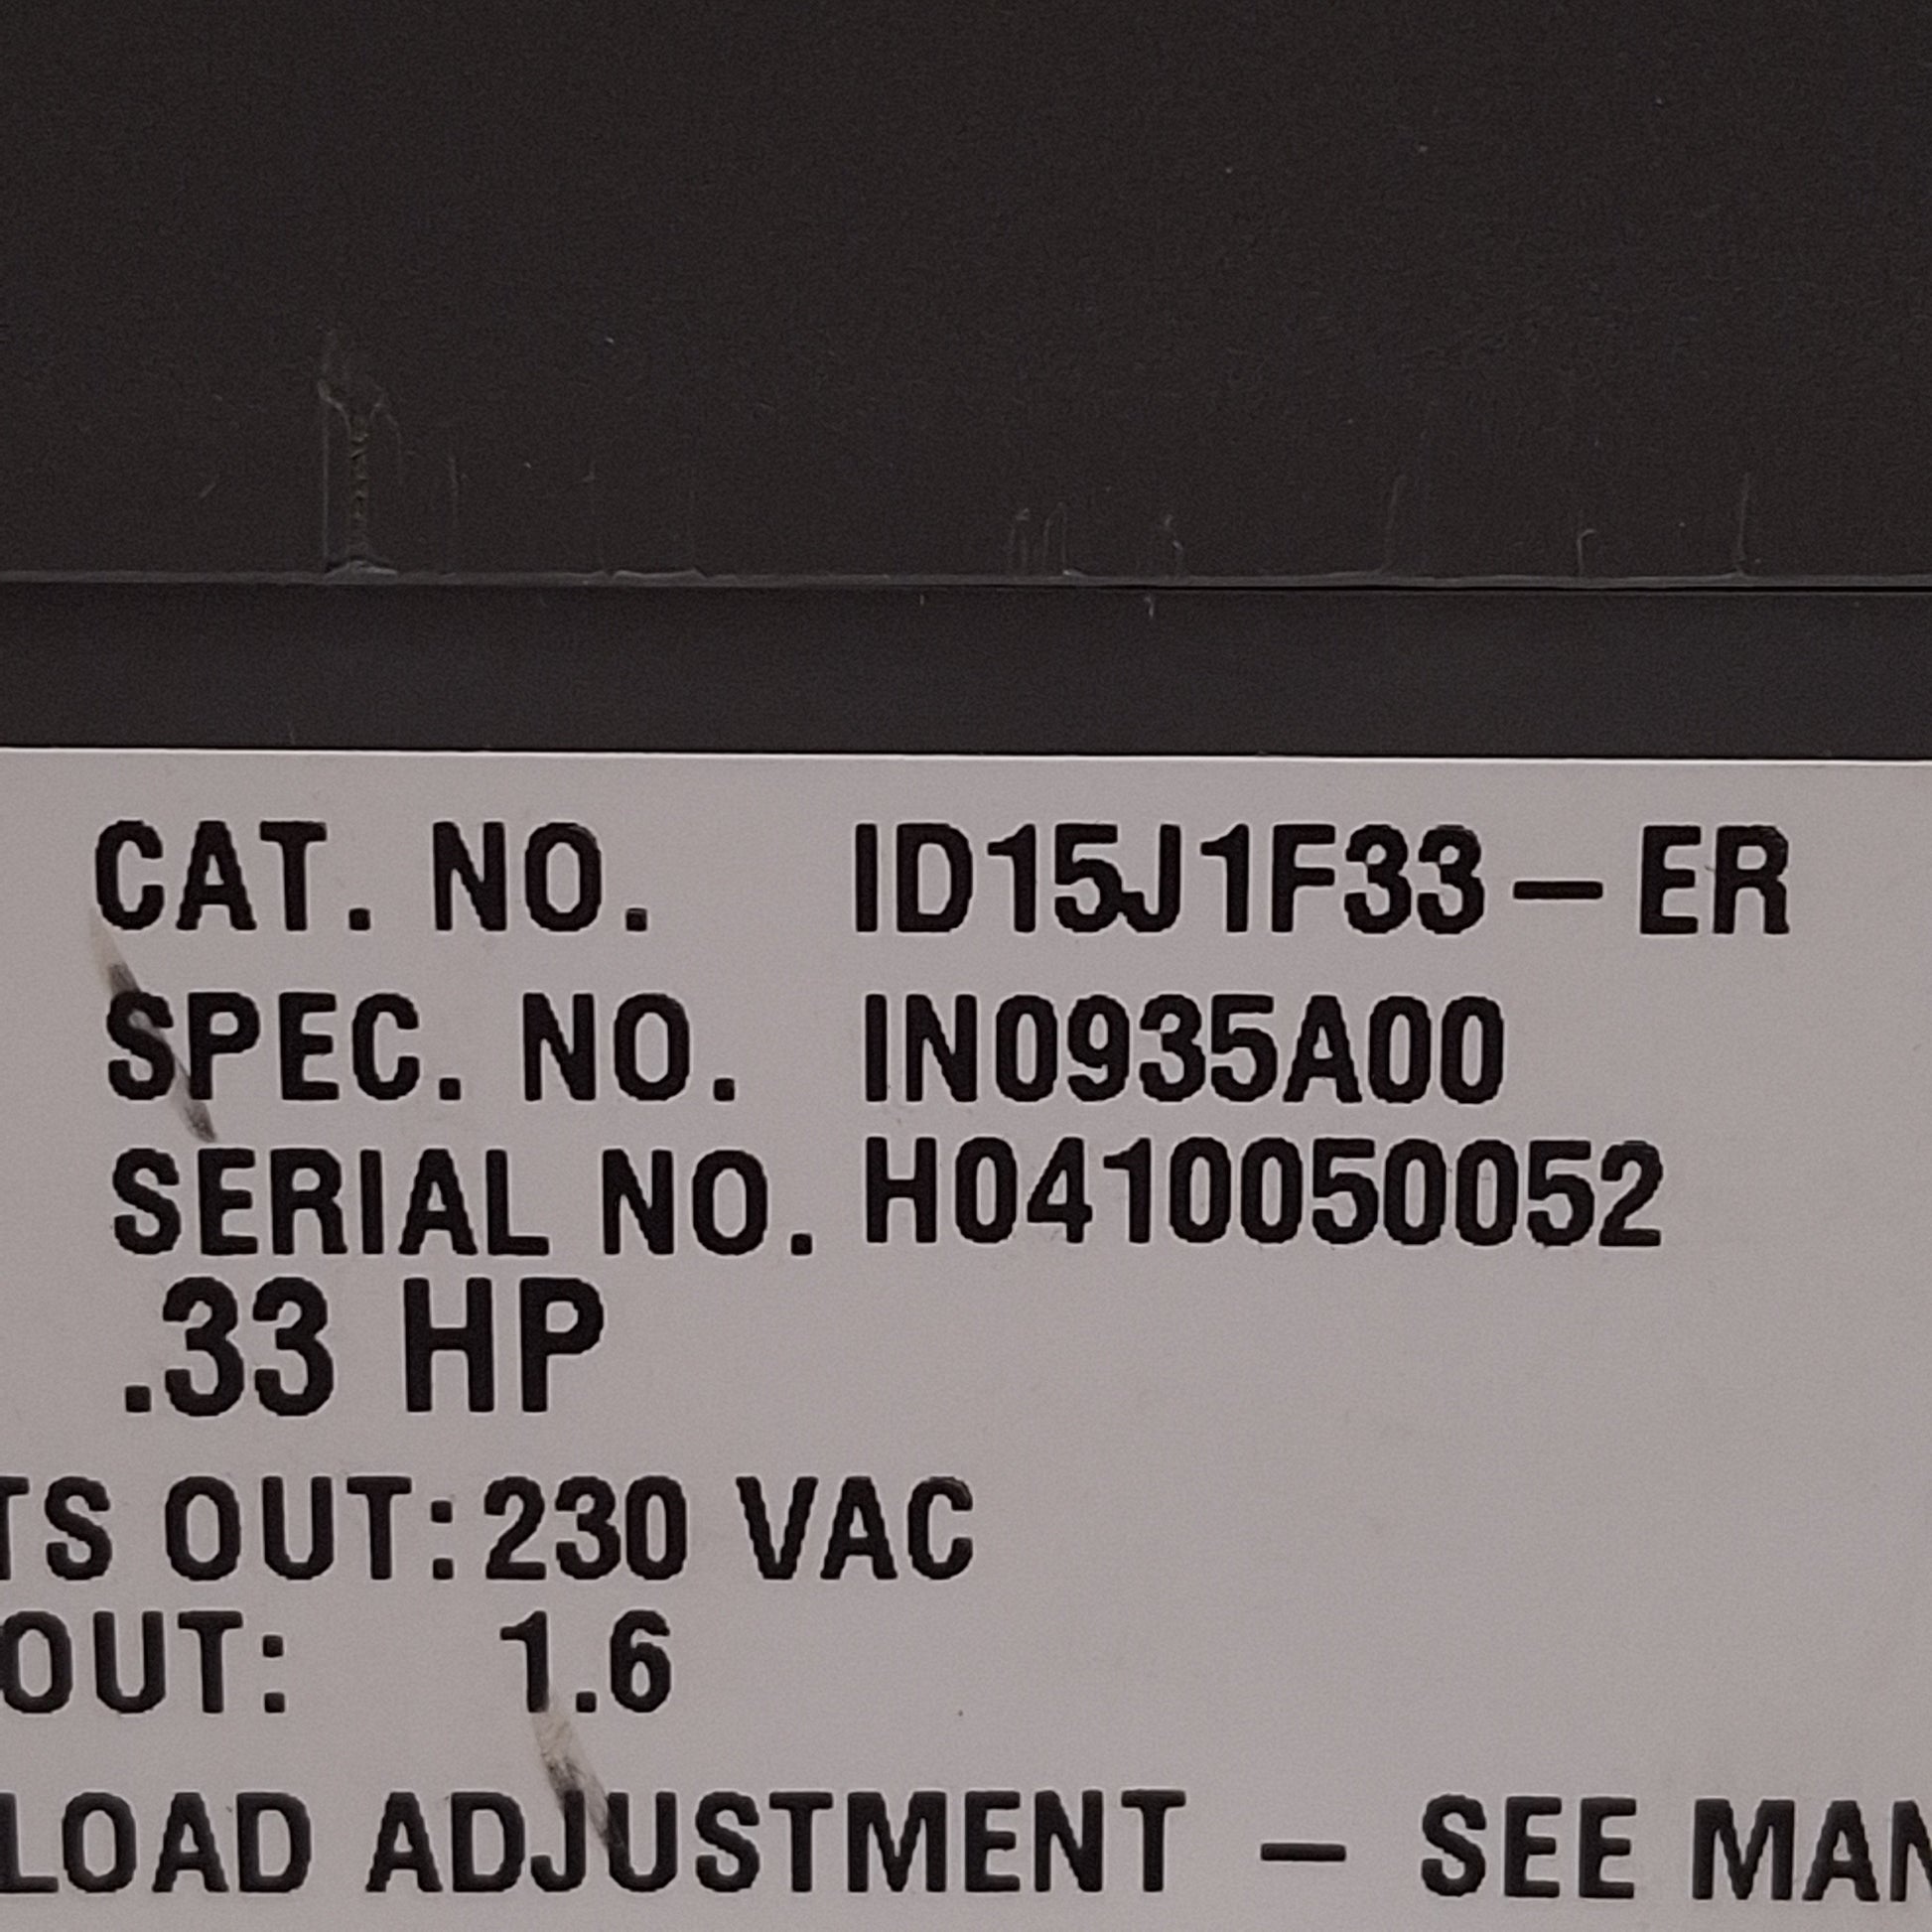 CAT. NO. ID15J1F33-ER
SPEC. NO. IN0935A00
SERIAL NO. H0410050052
.33 HP
TS OUT: 230 VAC
OUT: 1.6
LOAD ADJUSTMENT - SEE MAN